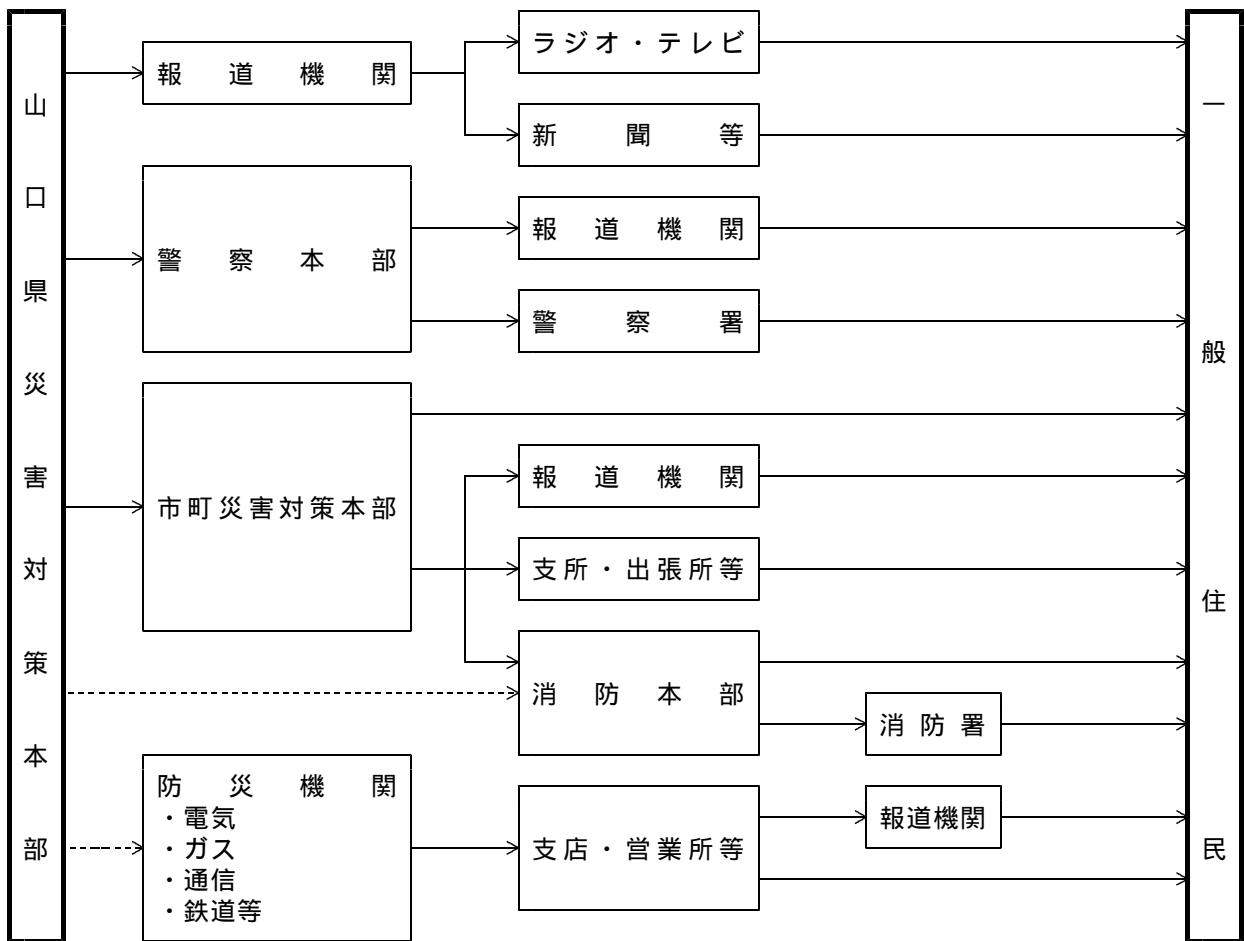 山口県災害対策本部
報道機関
ラジオ・テレビ
新聞等
警察本部
報道機関
警察署
市町災害対策本部
報道機関
支所・出張所等
消防本部
消防署
防災機関
・電気
・ガス
・通信
・鉄道等
支店・営業所等
報道機関
一般住民